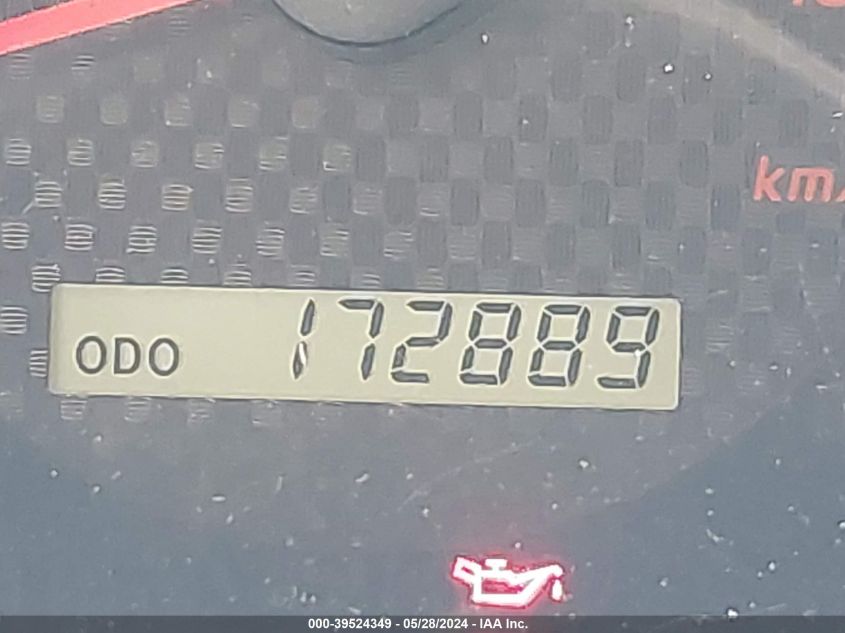 km/
ODO 172889
000-39524349 - 05/28/2024 - IAA Inc.